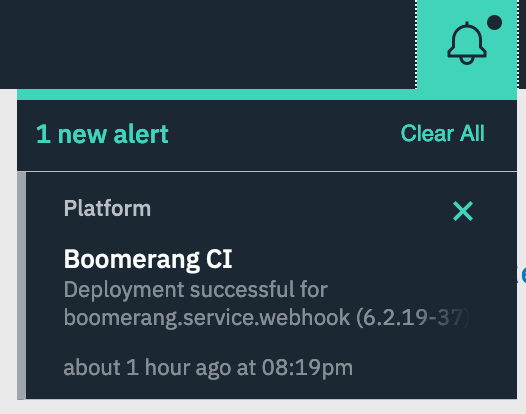 1 new alert
Clear All
Platform
Boomerang CI
Deployment successful for
boomerang.service.webhook (6.2.19-37)
about 1 hour ago at 08:19pm